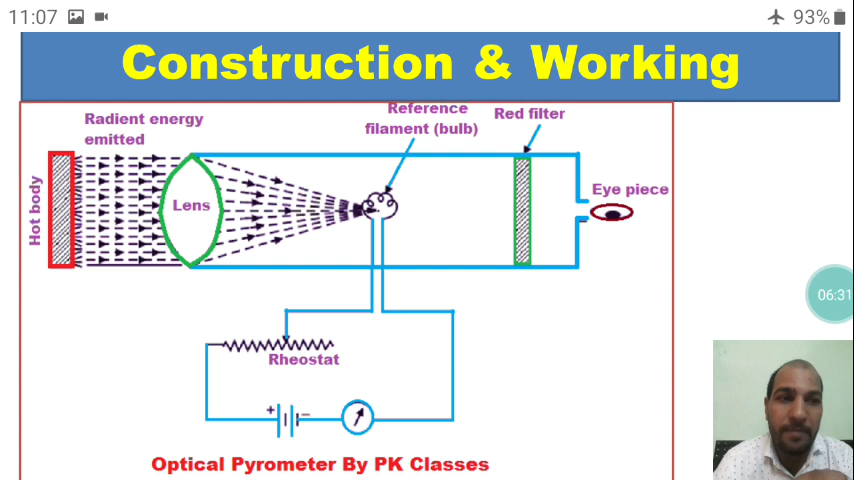 11:07
93%
Construction & Working
Radient energy
emitted
Reference
filament (bulb)
Red filter
Hot body
Lens
Eye piece
06:31
Rheostat
+
−
Optical Pyrometer By PK Classes